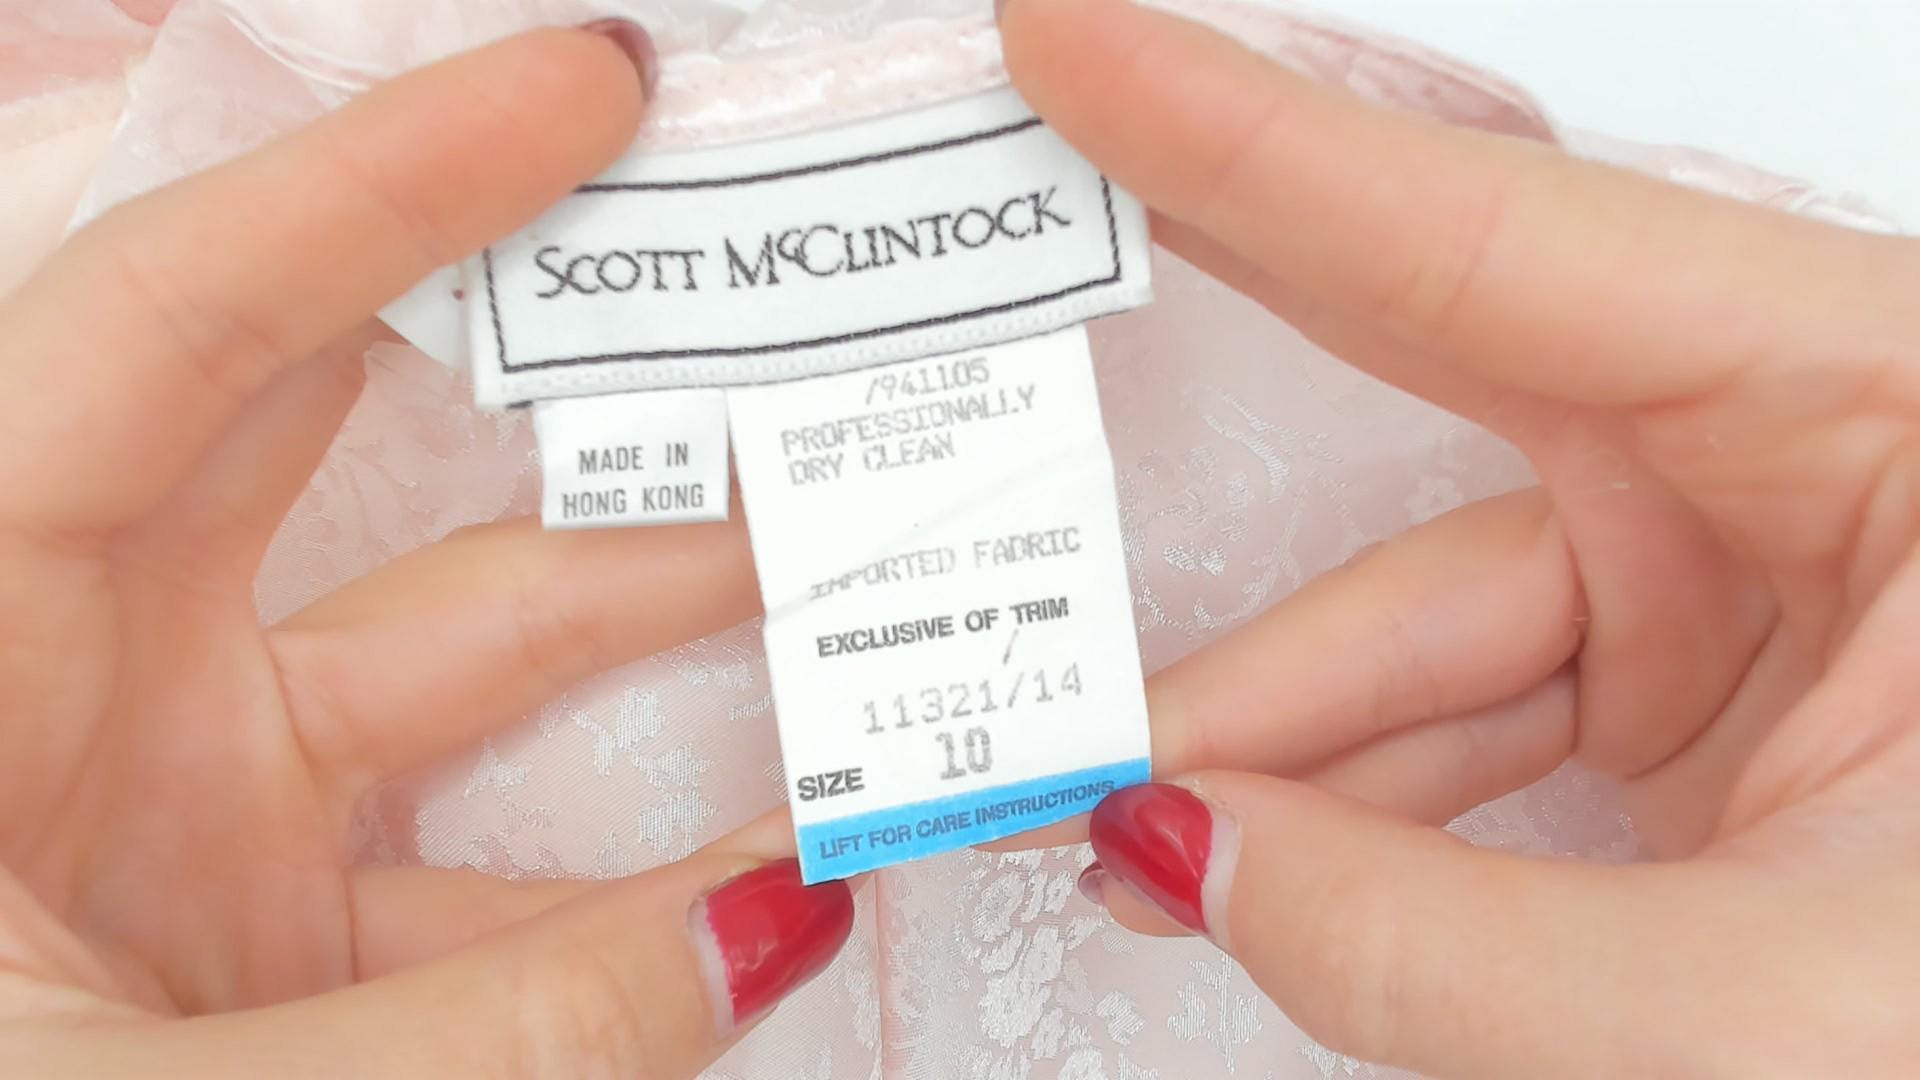 SCOTT MCCLINTOCK
MADE IN
HONG KONG
/941105
PROFESSIONALLY
DRY CLEAN
IMPORTED FABRIC
EXCLUSIVE OF TRIM
/
11321/14
SIZE 10
LIFT FOR CARE INSTRUCTIONS